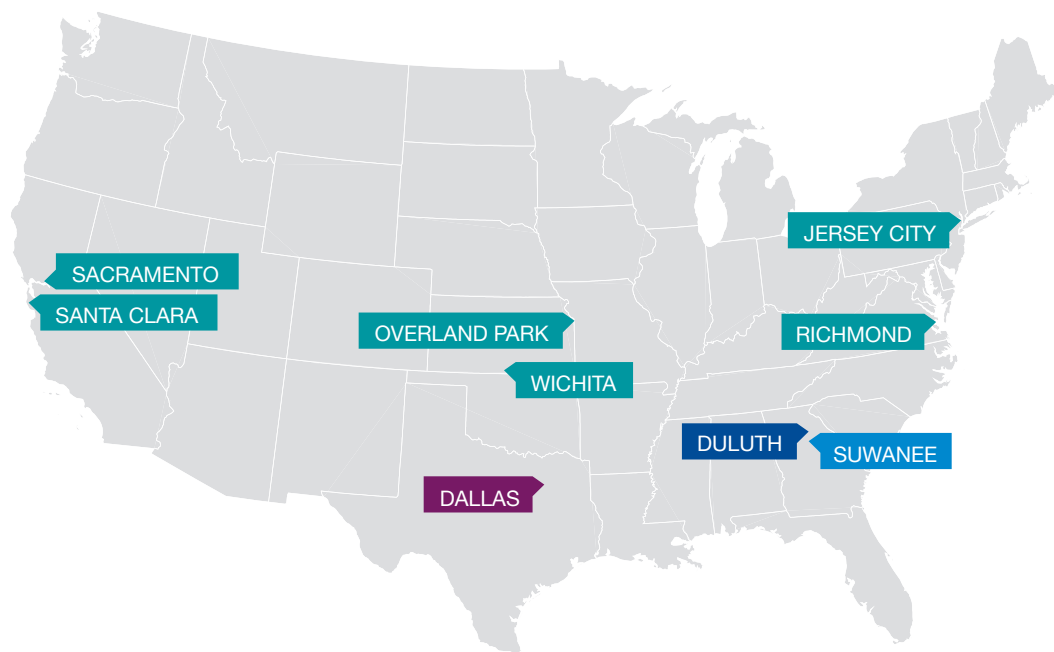 JERSEY CITY
SACRAMENTO
SANTA CLARA
OVERLAND PARK
RICHMOND
WICHITA
DULUTH
SUWANEE
DALLAS